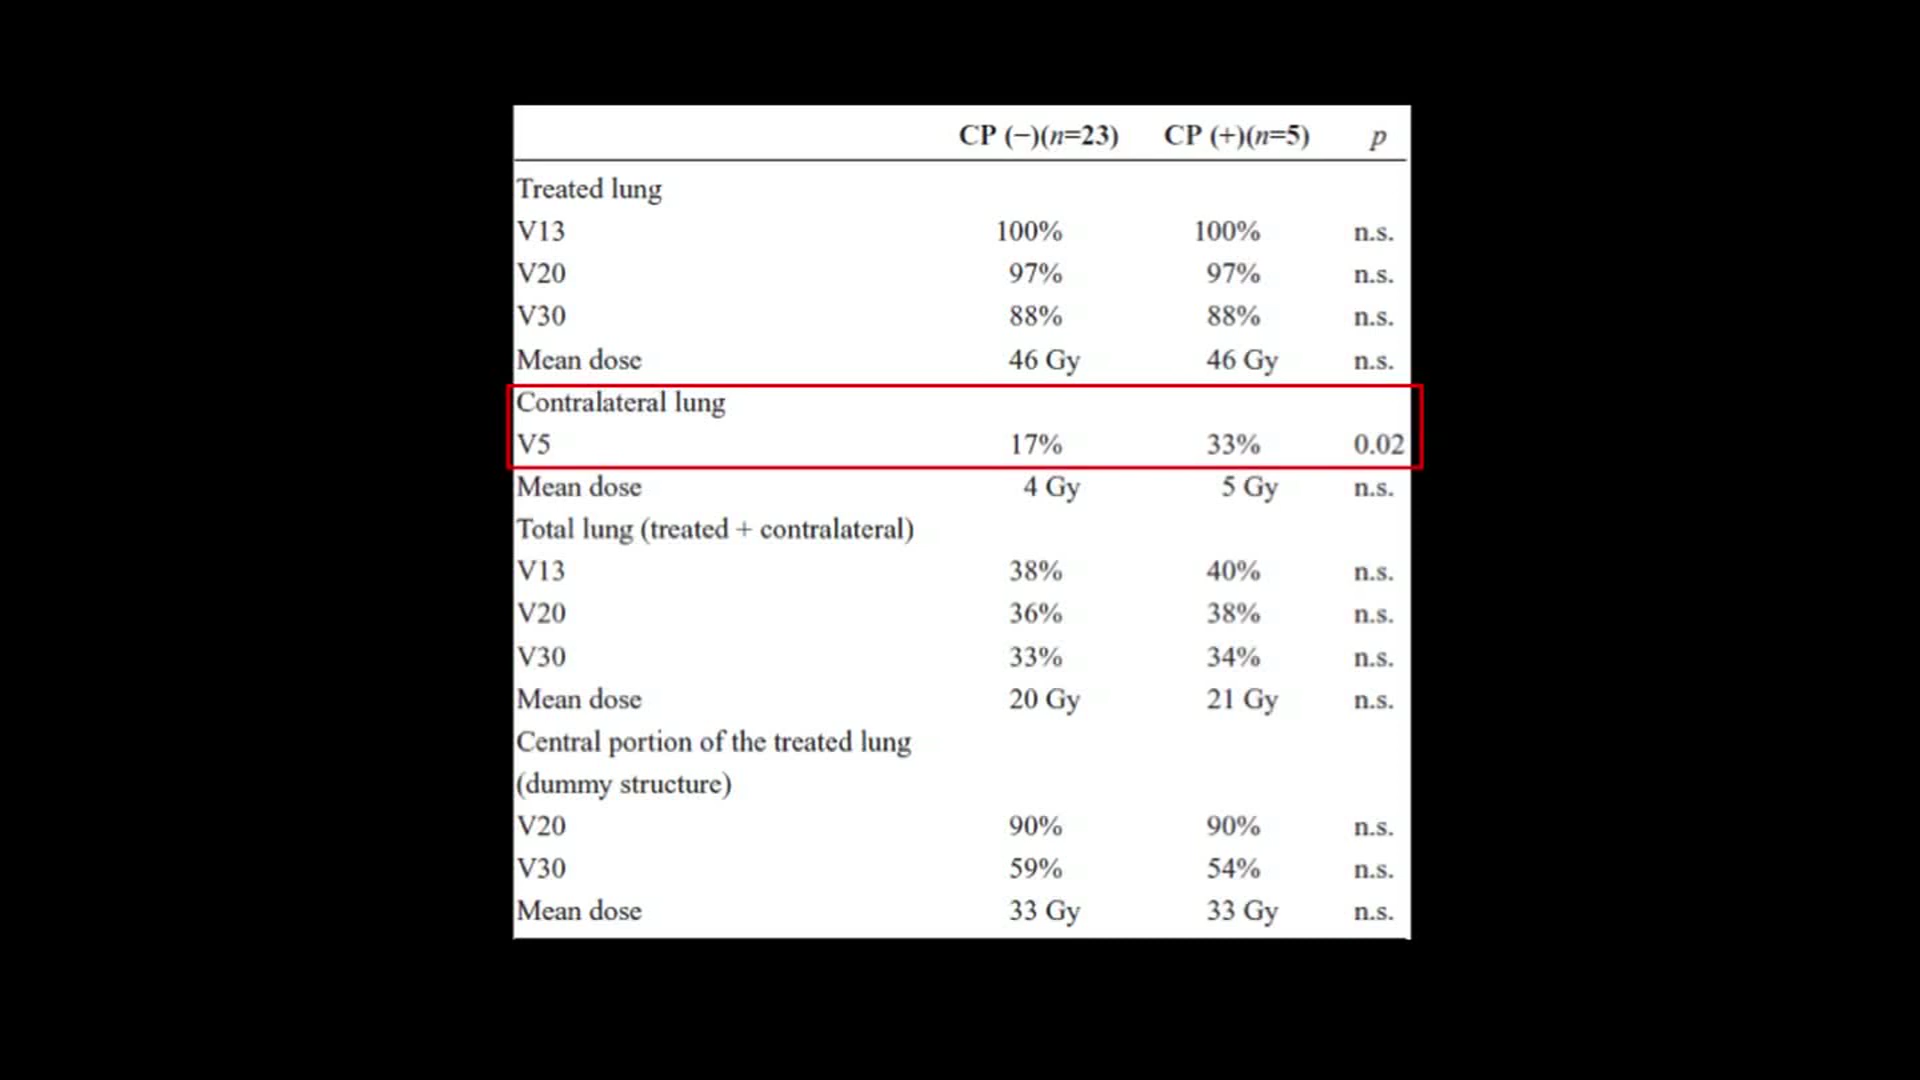 CP (−)(n=23) CP (+)(n=5) p
Treated lung
V13 100% 100% n.s.
V20 97% 97% n.s.
V30 88% 88% n.s.
Mean dose 46 Gy 46 Gy n.s.
Contralateral lung
V5 17% 33% 0.02
Mean dose 4 Gy 5 Gy n.s.
Total lung (treated + contralateral)
V13 38% 40% n.s.
V20 36% 38% n.s.
V30 33% 34% n.s.
Mean dose 20 Gy 21 Gy n.s.
Central portion of the treated lung
(dummy structure)
V20 90% 90% n.s.
V30 59% 54% n.s.
Mean dose 33 Gy 33 Gy n.s.